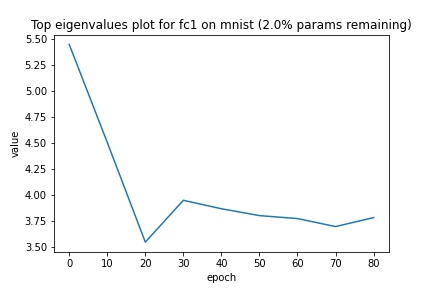 Top eigenvalues plot for fc1 on mnist (2.0% params remaining)
5.50
5.25
5.00
4.75
4.50
4.25
4.00
3.75
3.50
value
0 10 20 30 40 50 60 70 80
epoch